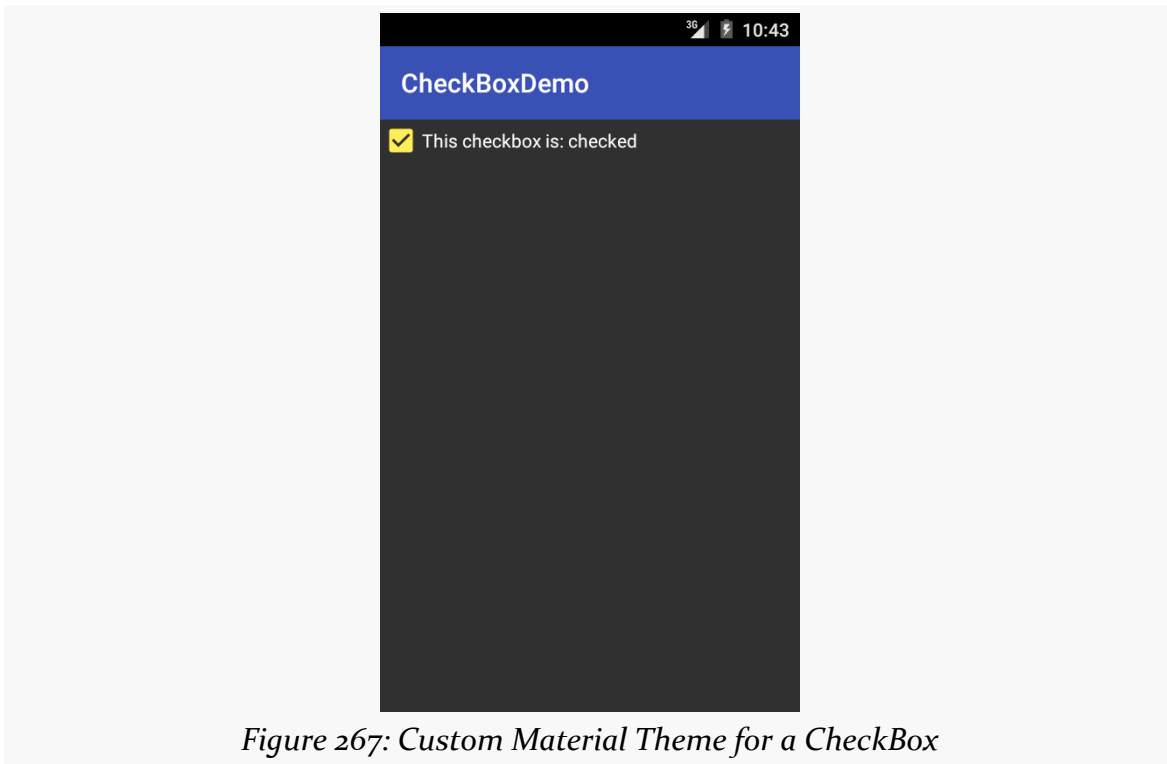 3G 10:43
CheckBoxDemo
This checkbox is: checked
Figure 267: Custom Material Theme for a CheckBox